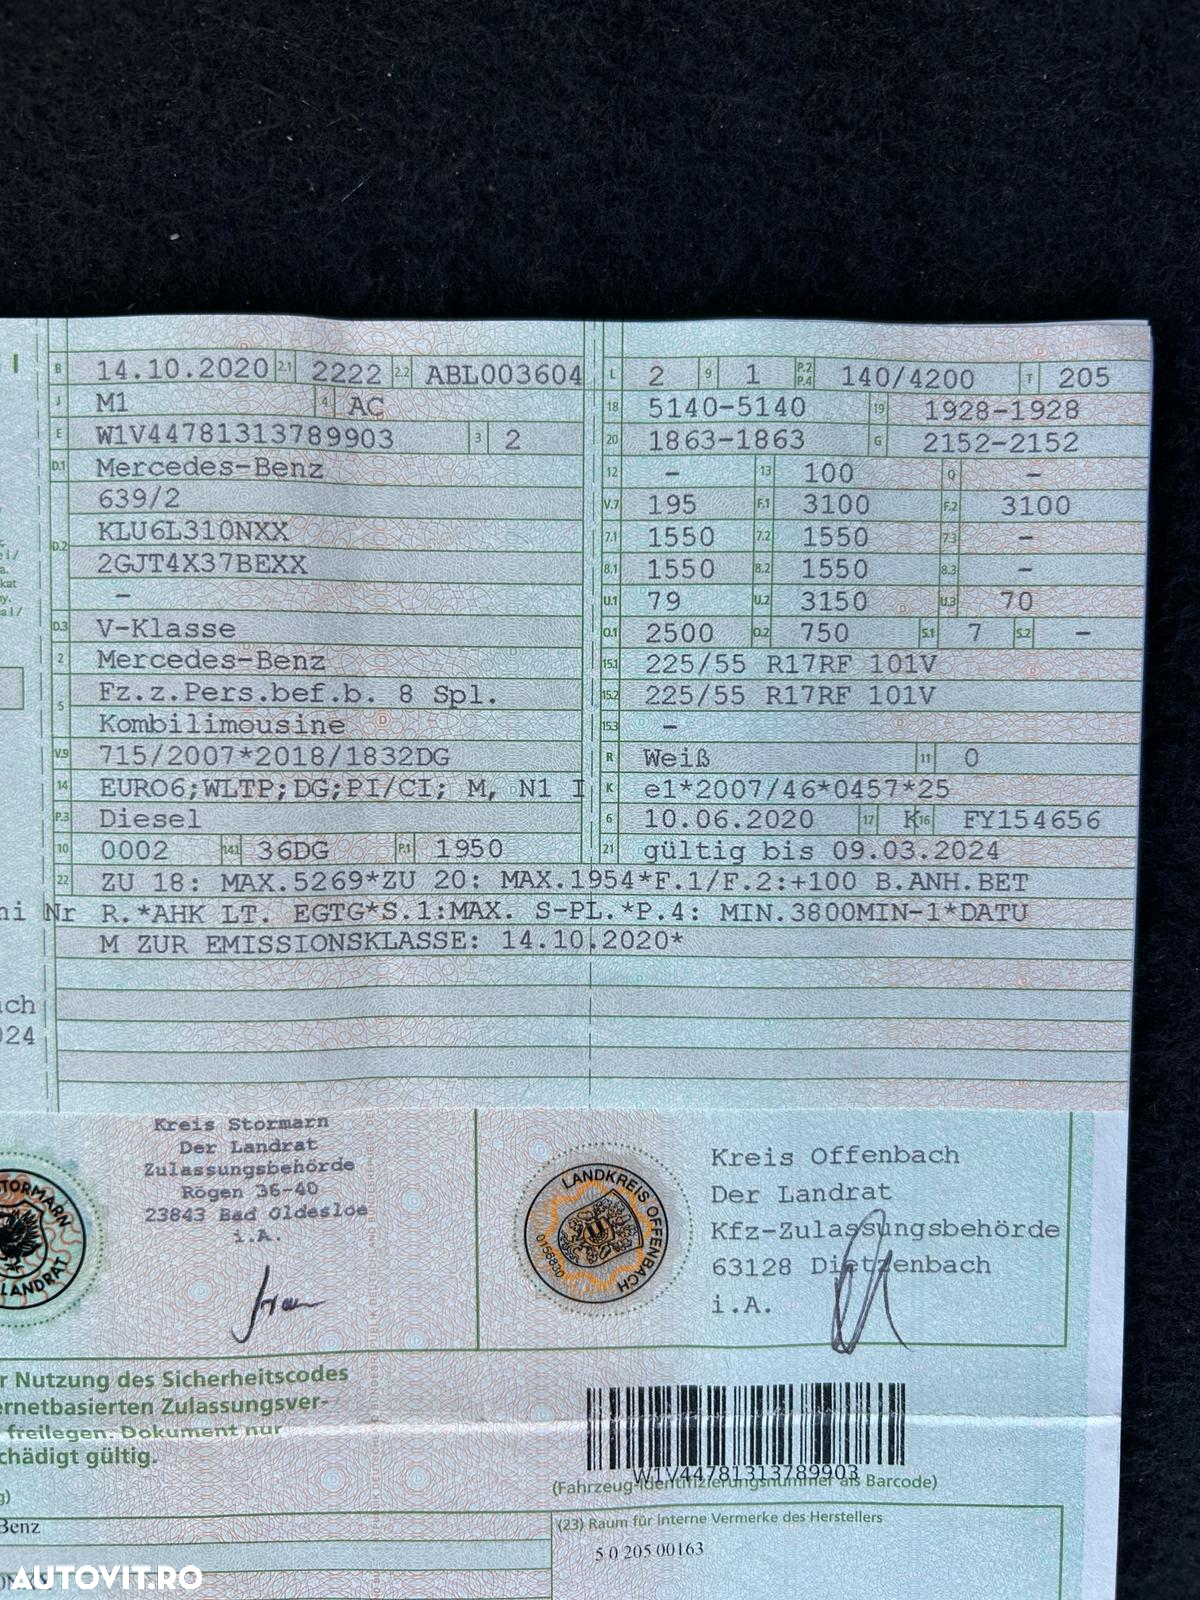 B 14.10.2020 2.1 2222 2.2 ABL003604 L 2 9 1 P.2 P.4 140/4200 T 205
J M1 4 AC 18 5140-5140 19 1928-1928
E W1V44781313789903 3 2 20 1863-1863 G 2152-2152
D.1 Mercedes-Benz 12 – 13 100 Q –
639/2 V.7 195 F.1 3100 F.2 3100
D.2 KLU6L310NXX 7.1 1550 7.2 1550 7.3 –
2GJT4X37BEXX 8.1 1550 8.2 1550 8.3 –
– U.1 79 U.2 3150 U.3 70
D.3 V-Klasse O.1 2500 O.2 750 S.1 7 S.2 –
2 Mercedes-Benz 15.1 225/55 R17RF 101V
5 Fz.z.Pers.bef.b. 8 Spl. 15.2 225/55 R17RF 101V
Kombilimousine 15.3 –
V.9 715/2007*2018/1832DG R Weiß 11 0
14 EURO6;WLTP;DG;PI/CI; M, N1 I K e1*2007/46*0457*25
P.3 Diesel 6 10.06.2020 17 K 16 FY154656
10 0002 14.1 36DG P.1 1950 21 gültig bis 09.03.2024
22 ZU 18: MAX.5269*ZU 20: MAX.1954*F.1/F.2:+100 B.ANH.BET
Nr R.*AHK LT. EGTG*S.1:MAX. S-PL.*P.4: MIN.3800MIN-1*DATU
M ZUR EMISSIONSKLASSE: 14.10.2020*
Kreis Stormarn
Der Landrat
Zulassungsbehörde
Rögen 36-40
23843 Bad Oldesloe
i.A.
STORMARN
LANDRAT
LANDKREIS OFFENBACH
0156830
Kreis Offenbach
Der Landrat
Kfz-Zulassungsbehörde
63128 Dietzenbach
i.A.
r Nutzung des Sicherheitscodes
ernetbasierten Zulassungsver-
freilegen. Dokument nur
chädigt gültig.
W1V44781313789903
(Fahrzeug-Identifizierungsnummer als Barcode)
Benz
(23) Raum für interne Vermerke des Herstellers
5 0 205 00163
AUTOVIT.RO